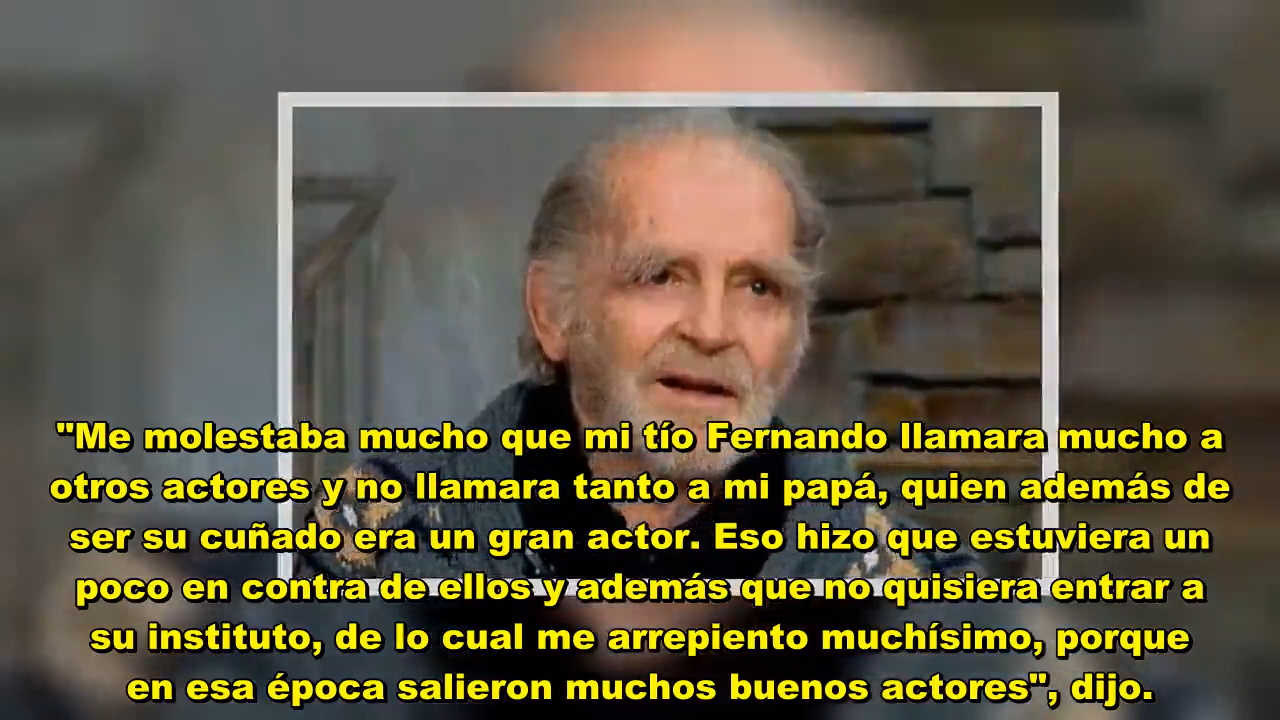 "Me molestaba mucho que mi tío Fernando llamara mucho a
otros actores y no llamara tanto a mi papá, quien además de
ser su cuñado era un gran actor. Eso hizo que estuviera un
poco en contra de ellos y además que no quisiera entrar a
su instituto, de lo cual me arrepiento muchísimo, porque
en esa época salieron muchos buenos actores", dijo.